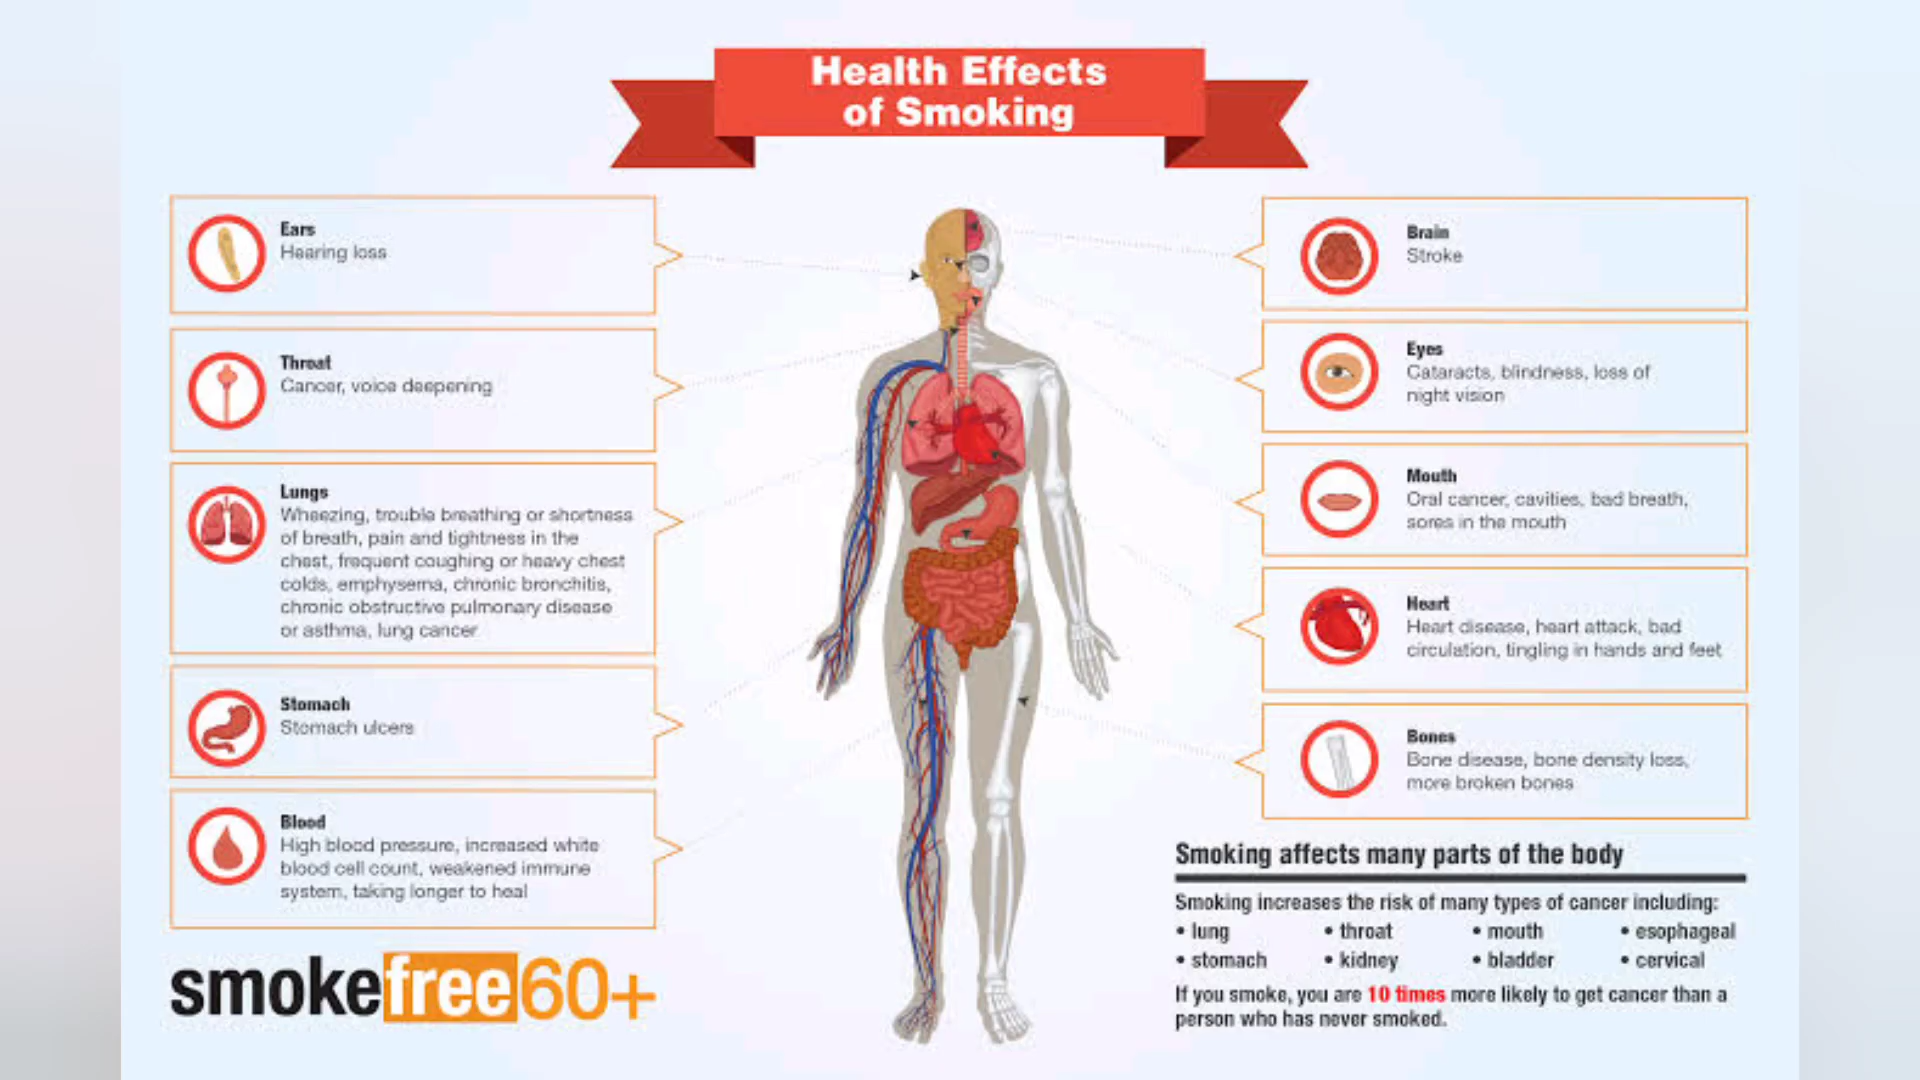 Health Effects
of Smoking
Ears
Hearing loss
Throat
Cancer, voice deepening
Lungs
Wheezing, trouble breathing or shortness
of breath, pain and tightness in the
chest, frequent coughing or heavy chest
colds, emphysema, chronic bronchitis,
chronic obstructive pulmonary disease
or asthma, lung cancer
Stomach
Stomach ulcers
Blood
High blood pressure, increased white
blood cell count, weakened immune
system, taking longer to heal
smokefree60+
Brain
Stroke
Eyes
Cataracts, blindness, loss of
night vision
Mouth
Oral cancer, cavities, bad breath,
sores in the mouth
Heart
Heart disease, heart attack, bad
circulation, tingling in hands and feet
Bones
Bone disease, bone density loss,
more broken bones
Smoking affects many parts of the body
Smoking increases the risk of many types of cancer including:
• lung • throat • mouth • esophageal
• stomach • kidney • bladder • cervical
If you smoke, you are 10 times more likely to get cancer than a
person who has never smoked.